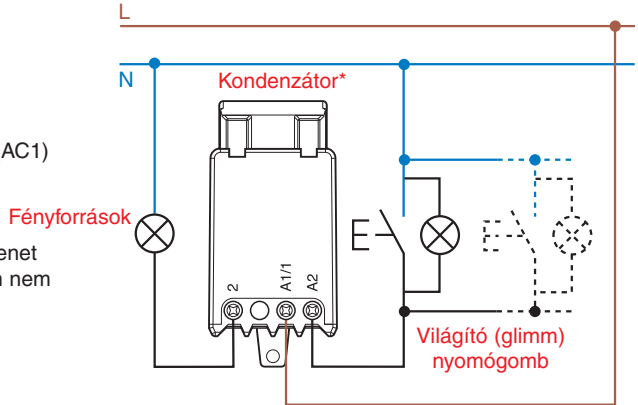 L
N
Kondenzátor*
AC1)
Fényforrások
enet
n nem
2
A1/1
A2
Világító (glimm)
nyomógomb